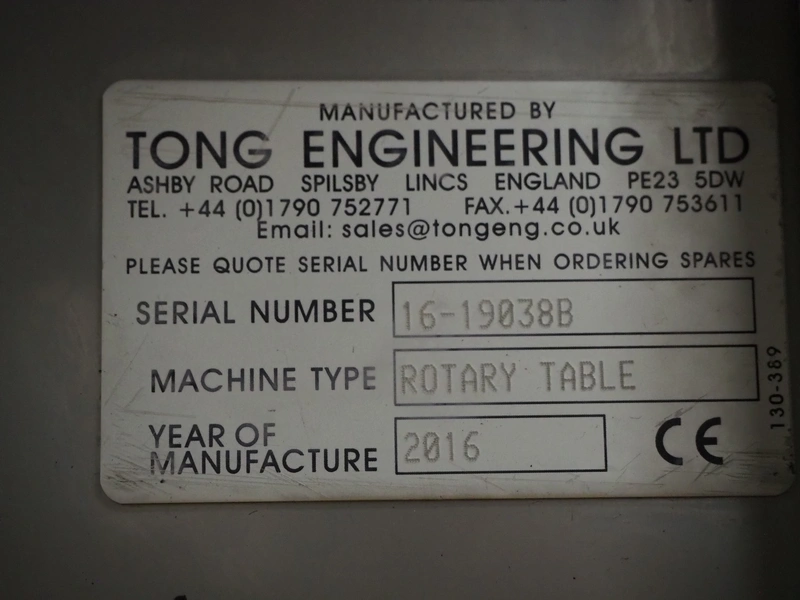 MANUFACTURED BY
TONG ENGINEERING LTD
ASHBY ROAD SPILSBY LINCS ENGLAND PE23 5DW
TEL. +44 (0)1790 752771 FAX.+44 (0)1790 753611
Email: sales@tongeng.co.uk
PLEASE QUOTE SERIAL NUMBER WHEN ORDERING SPARES
SERIAL NUMBER 16-19038B
MACHINE TYPE ROTARY TABLE
YEAR OF
MANUFACTURE 2016
CE
130-389